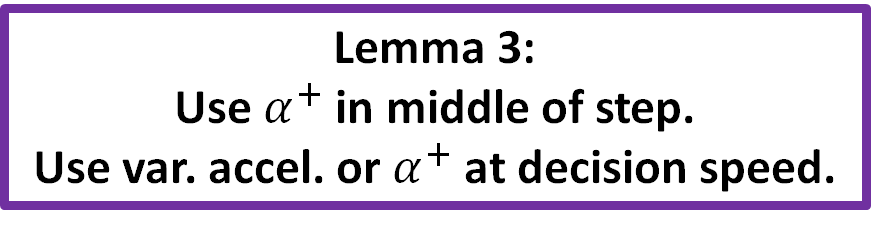 Lemma 3:
Use α⁺ in middle of step.
Use var. accel. or α⁺ at decision speed.